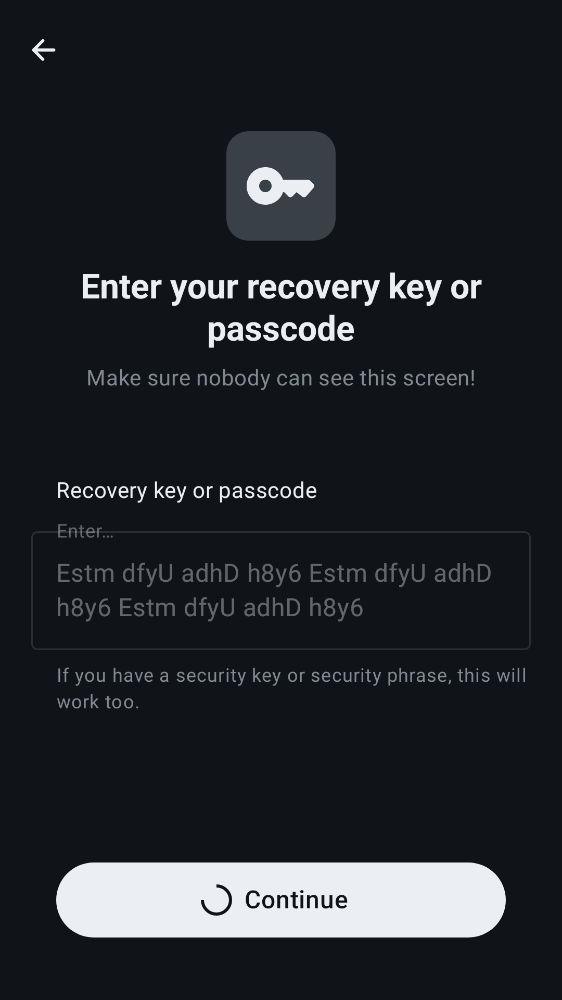 Enter your recovery key or
passcode
Make sure nobody can see this screen!
Recovery key or passcode
Enter…
Estm dfyU adhD h8y6 Estm dfyU adhD
h8y6 Estm dfyU adhD h8y6
If you have a security key or security phrase, this will
work too.
Continue